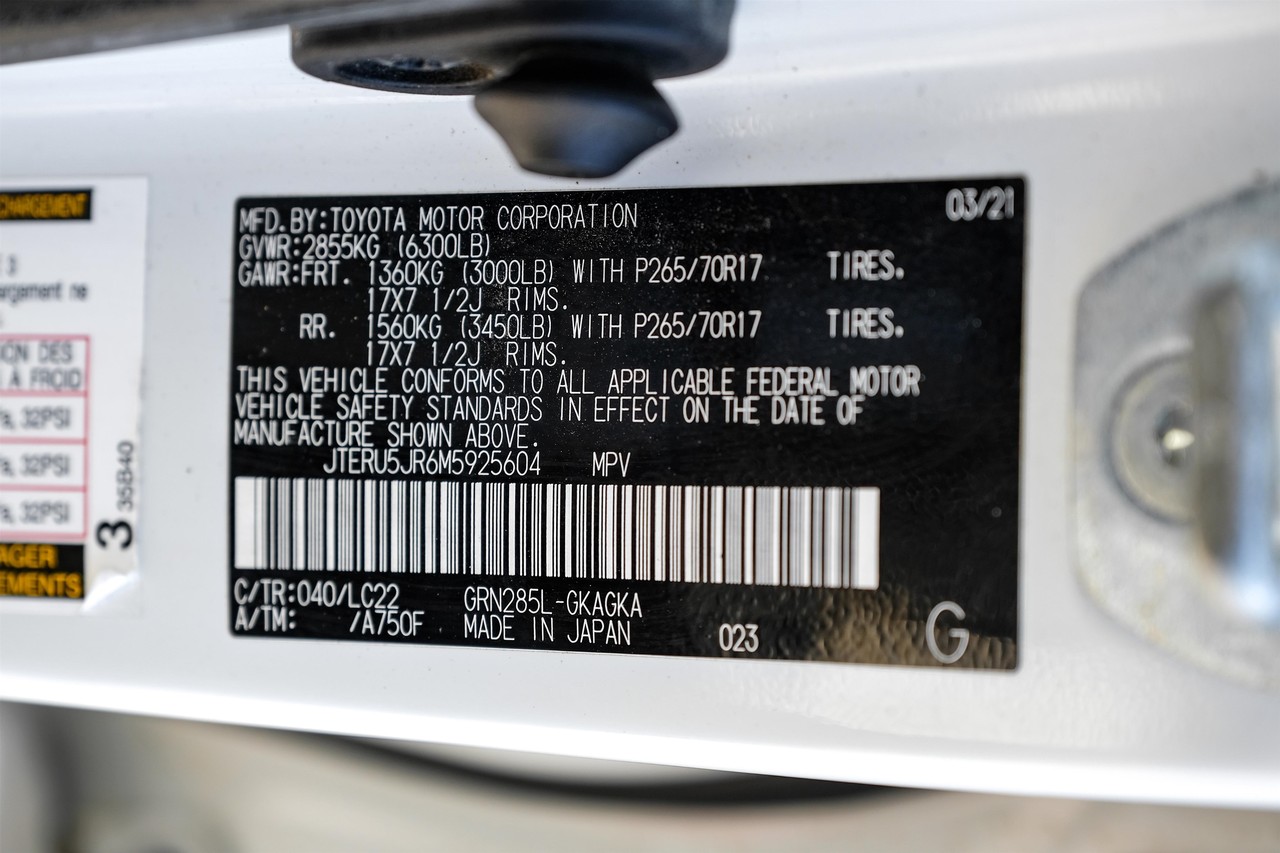 CHARGEMENT
3
argement ne
ION DES
À FROID
a, 32PSI
a, 32PSI
a, 32PSI
AGER
EMENTS
3 35B40
03/21
MFD.BY:TOYOTA MOTOR CORPORATION
GVWR:2855KG (6300LB)
GAWR:FRT. 1360KG (3000LB) WITH P265/70R17 TIRES.
17X7 1/2J RIMS.
RR. 1560KG (3450LB) WITH P265/70R17 TIRES.
17X7 1/2J RIMS.
THIS VEHICLE CONFORMS TO ALL APPLICABLE FEDERAL MOTOR
VEHICLE SAFETY STANDARDS IN EFFECT ON THE DATE OF
MANUFACTURE SHOWN ABOVE.
JTERU5JR6M5925604 MPV
C/TR:040/LC22 GRN285L-GKAGKA
A/TM: /A750F MADE IN JAPAN 023 G